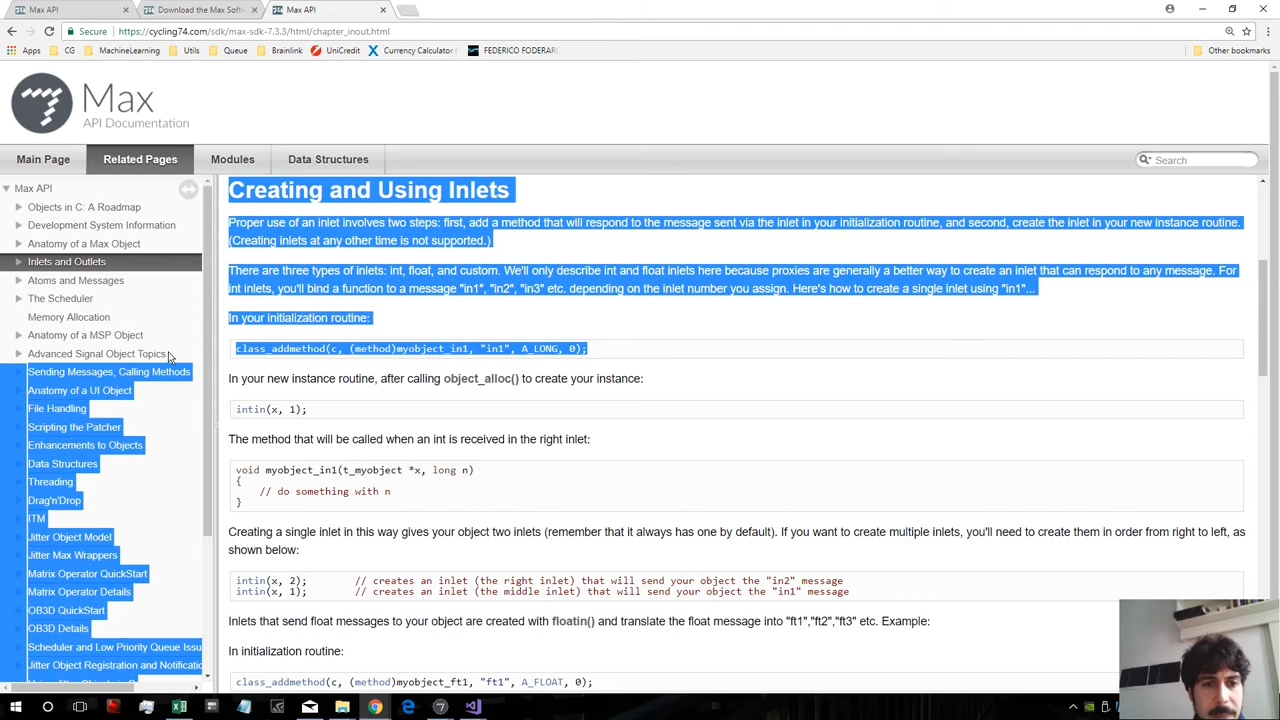 Max API
Download the Max Softw
Max API
Secure
https://cycling74.com/sdk/max-sdk-7.3.3/html/chapter_inout.html
Apps
CG
MachineLearning
Utils
Queue
Brainlink
UniCredit
Currency Calculator (
FEDERICO FODERAR
Other bookmarks
Max
API Documentation
Main Page
Related Pages
Modules
Data Structures
Search
Max API
Objects in C: A Roadmap
Development System Information
Anatomy of a Max Object
Inlets and Outlets
Atoms and Messages
The Scheduler
Memory Allocation
Anatomy of a MSP Object
Advanced Signal Object Topics
Sending Messages, Calling Methods
Anatomy of a UI Object
File Handling
Scripting the Patcher
Enhancements to Objects
Data Structures
Threading
Drag'n'Drop
ITM
Jitter Object Model
Jitter Max Wrappers
Matrix Operator QuickStart
Matrix Operator Details
OB3D QuickStart
OB3D Details
Scheduler and Low Priority Queue Issu
Jitter Object Registration and Notificatio
Creating and Using Inlets
Proper use of an inlet involves two steps: first, add a method that will respond to the message sent via the inlet in your initialization routine, and second, create the inlet in your new instance routine.
(Creating inlets at any other time is not supported.)
There are three types of inlets: int, float, and custom. We'll only describe int and float inlets here because proxies are generally a better way to create an inlet that can respond to any message. For
int inlets, you'll bind a function to a message "in1", "in2", "in3" etc. depending on the inlet number you assign. Here's how to create a single inlet using "in1"...
In your initialization routine:
class_addmethod(c, (method)myobject_in1, "in1", A_LONG, 0);
In your new instance routine, after calling object_alloc() to create your instance:
intin(x, 1);
The method that will be called when an int is received in the right inlet:
void myobject_in1(t_myobject *x, long n)
{
// do something with n
}
Creating a single inlet in this way gives your object two inlets (remember that it always has one by default). If you want to create multiple inlets, you'll need to create them in order from right to left, as
shown below:
intin(x, 2); // creates an inlet (the right inlet) that will send your object the "in2" message
intin(x, 1); // creates an inlet (the middle inlet) that will send your object the "in1" message
Inlets that send float messages to your object are created with floatin() and translate the float message into "ft1","ft2","ft3" etc. Example:
In initialization routine:
class_addmethod(c, (method)myobject_ft1, "ft1", A_FLOAT, 0);